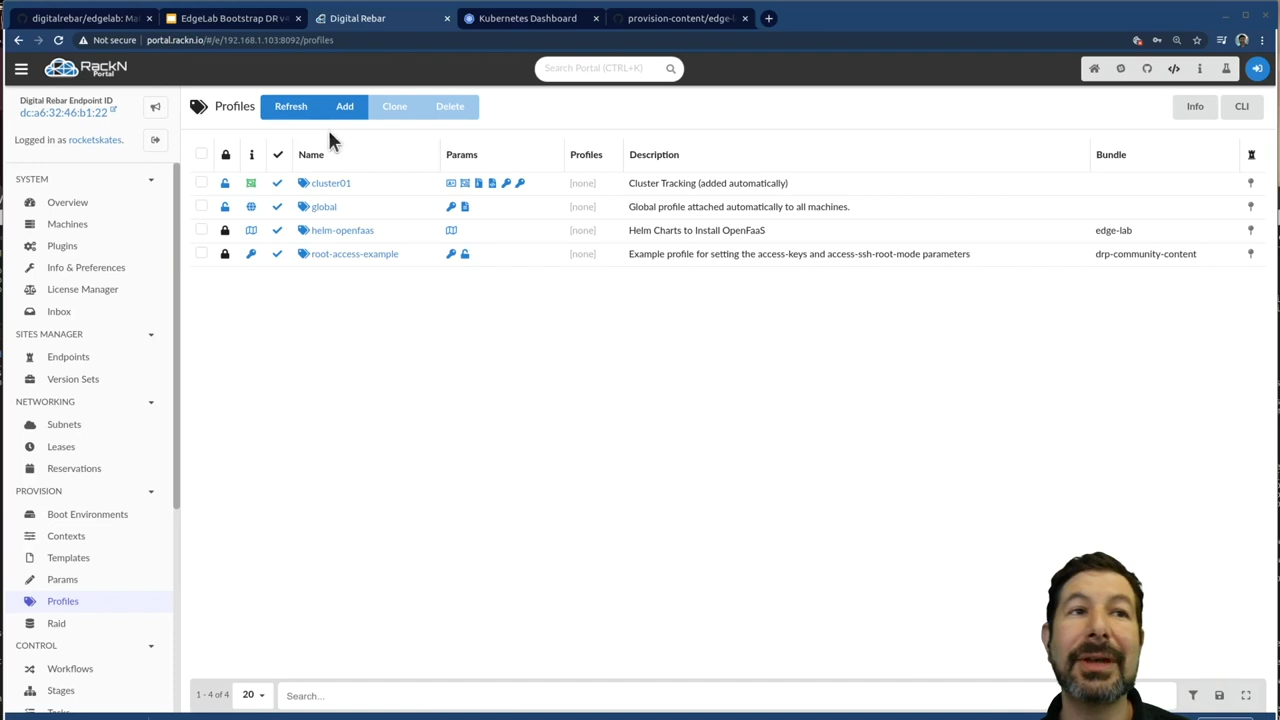 digitalrebar/edgelab: Ma
EdgeLab Bootstrap DR v4
Digital Rebar
Kubernetes Dashboard
provision-content/edge-l
Not secure
portal.rackn.io/#/e/192.168.1.103:8092/profiles
RackN
Portal
Search Portal (CTRL+K)
Digital Rebar Endpoint ID
dc:a6:32:46:b1:22
Logged in as rocketskates.
Profiles
Refresh
Add
Clone
Delete
Info
CLI
Name
Params
Profiles
Description
Bundle
cluster01
[none]
Cluster Tracking (added automatically)
global
[none]
Global profile attached automatically to all machines.
helm-openfaas
[none]
Helm Charts to Install OpenFaaS
edge-lab
root-access-example
[none]
Example profile for setting the access-keys and access-ssh-root-mode parameters
drp-community-content
SYSTEM
Overview
Machines
Plugins
Info & Preferences
License Manager
Inbox
SITES MANAGER
Endpoints
Version Sets
NETWORKING
Subnets
Leases
Reservations
PROVISION
Boot Environments
Contexts
Templates
Params
Profiles
Raid
CONTROL
Workflows
Stages
1 - 4 of 4
20
Search...